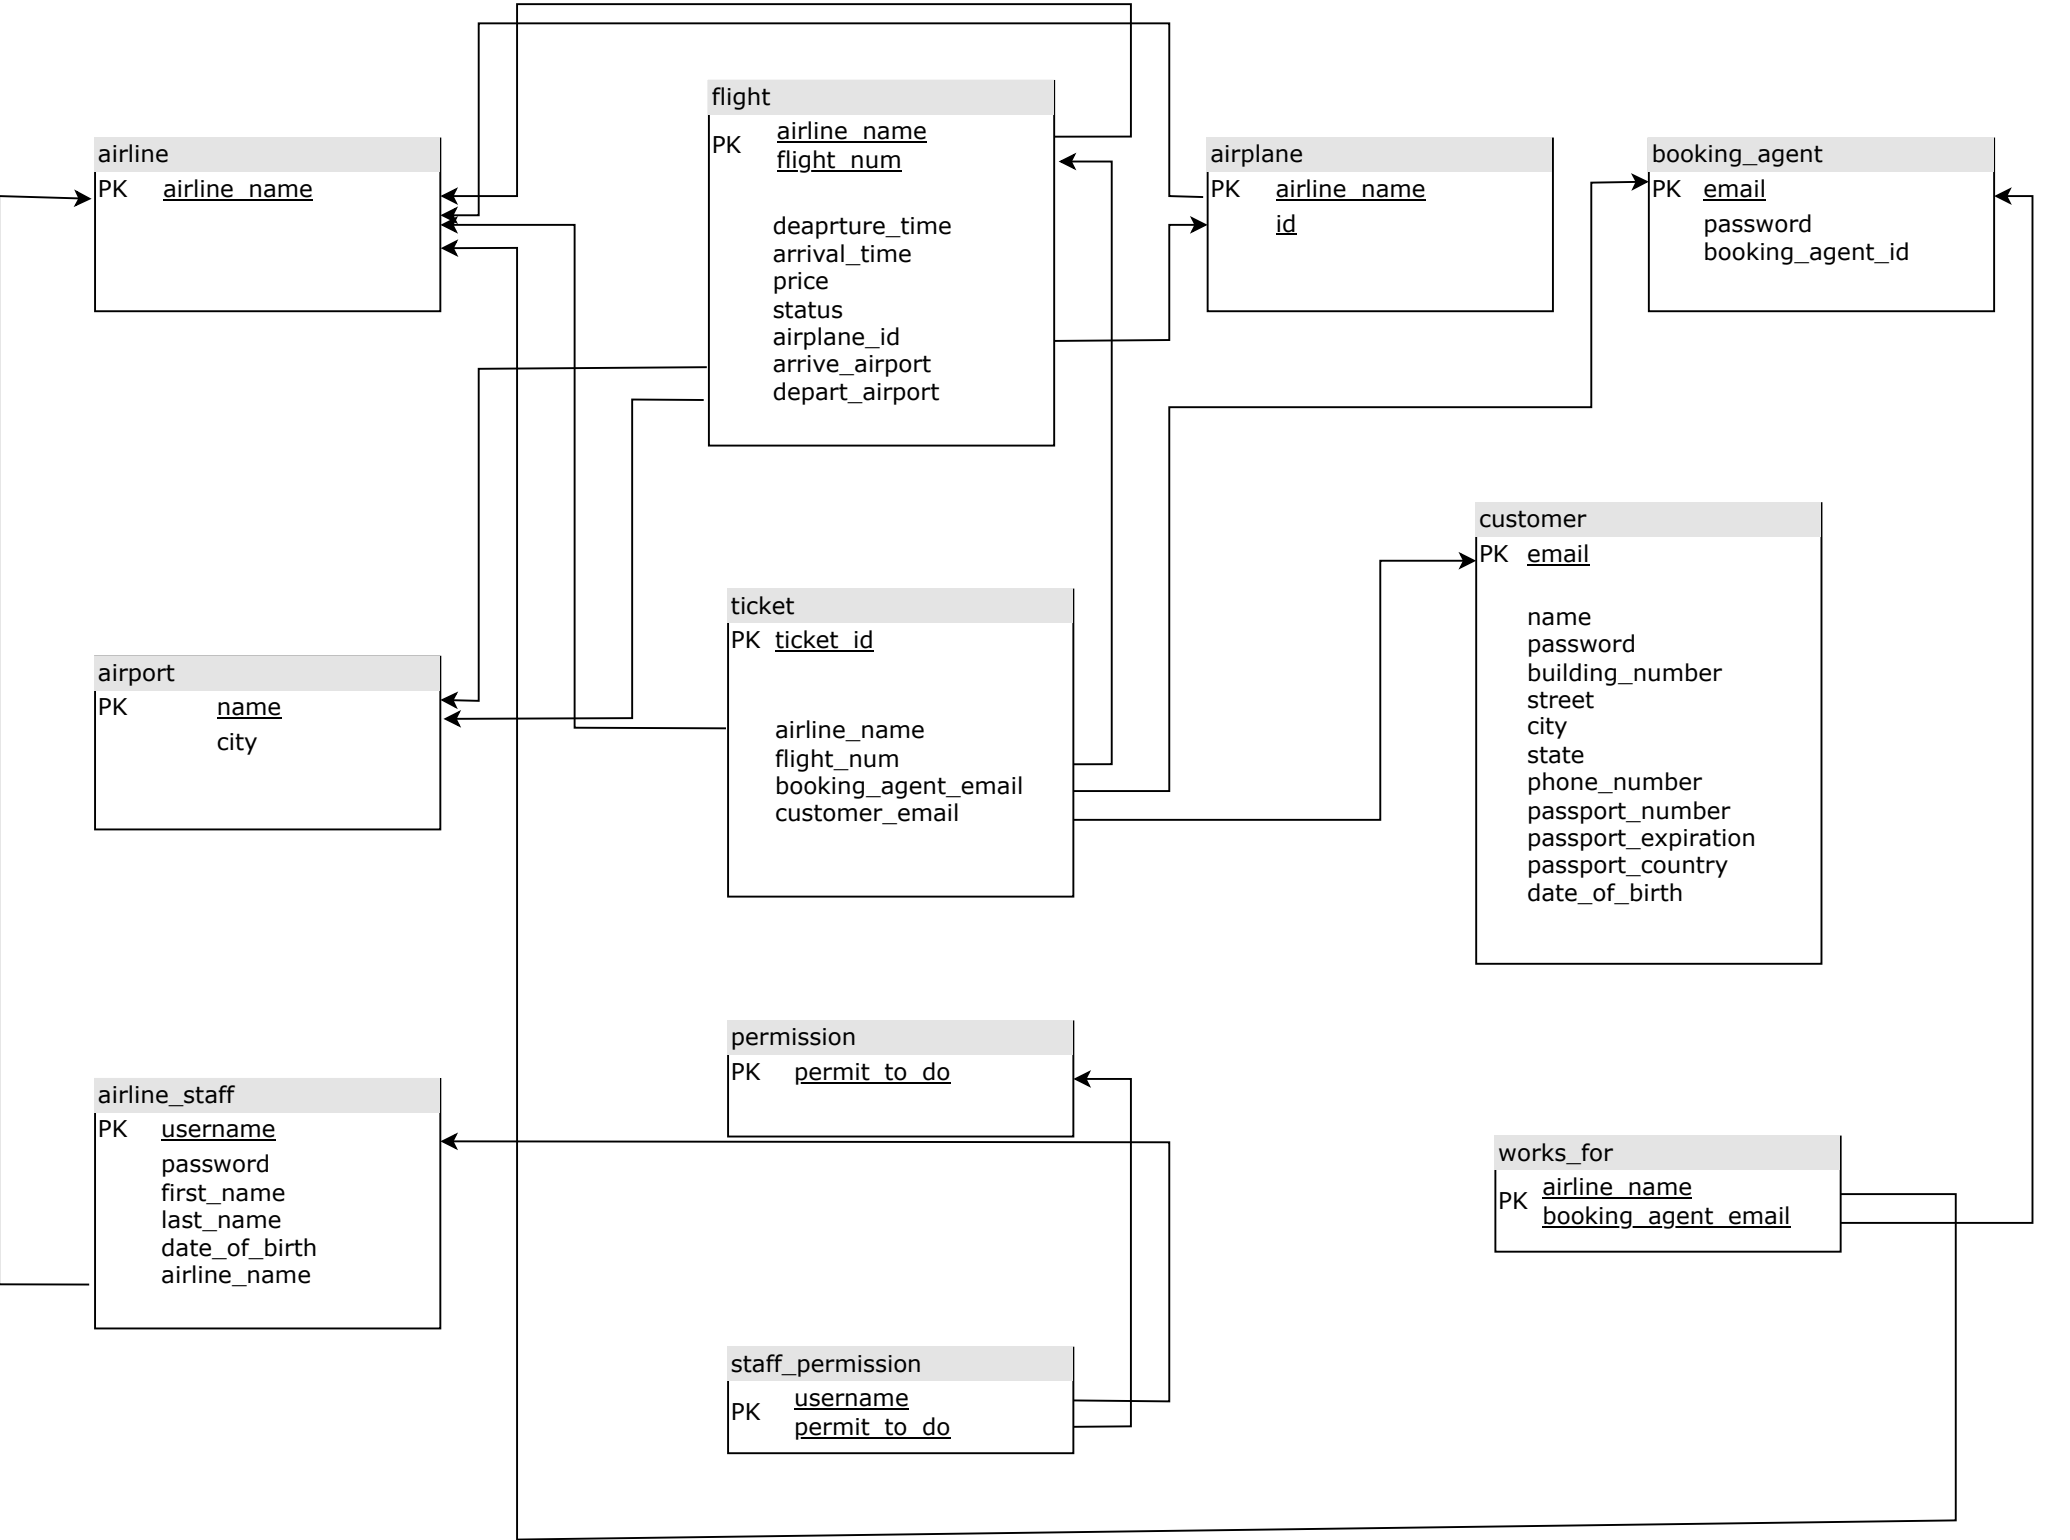 flight
PK
airline_name
flight_num
deaprture_time
arrival_time
price
status
airplane_id
arrive_airport
depart_airport
airline
PK airline_name
airplane
PK airline_name
id
booking_agent
PK email
password
booking_agent_id
customer
PK email
name
password
building_number
street
city
state
phone_number
passport_number
passport_expiration
passport_country
date_of_birth
ticket
PK ticket_id
airline_name
flight_num
booking_agent_email
customer_email
airport
PK name
city
permission
PK permit_to_do
airline_staff
PK username
password
first_name
last_name
date_of_birth
airline_name
works_for
PK
airline_name
booking_agent_email
staff_permission
PK
username
permit_to_do